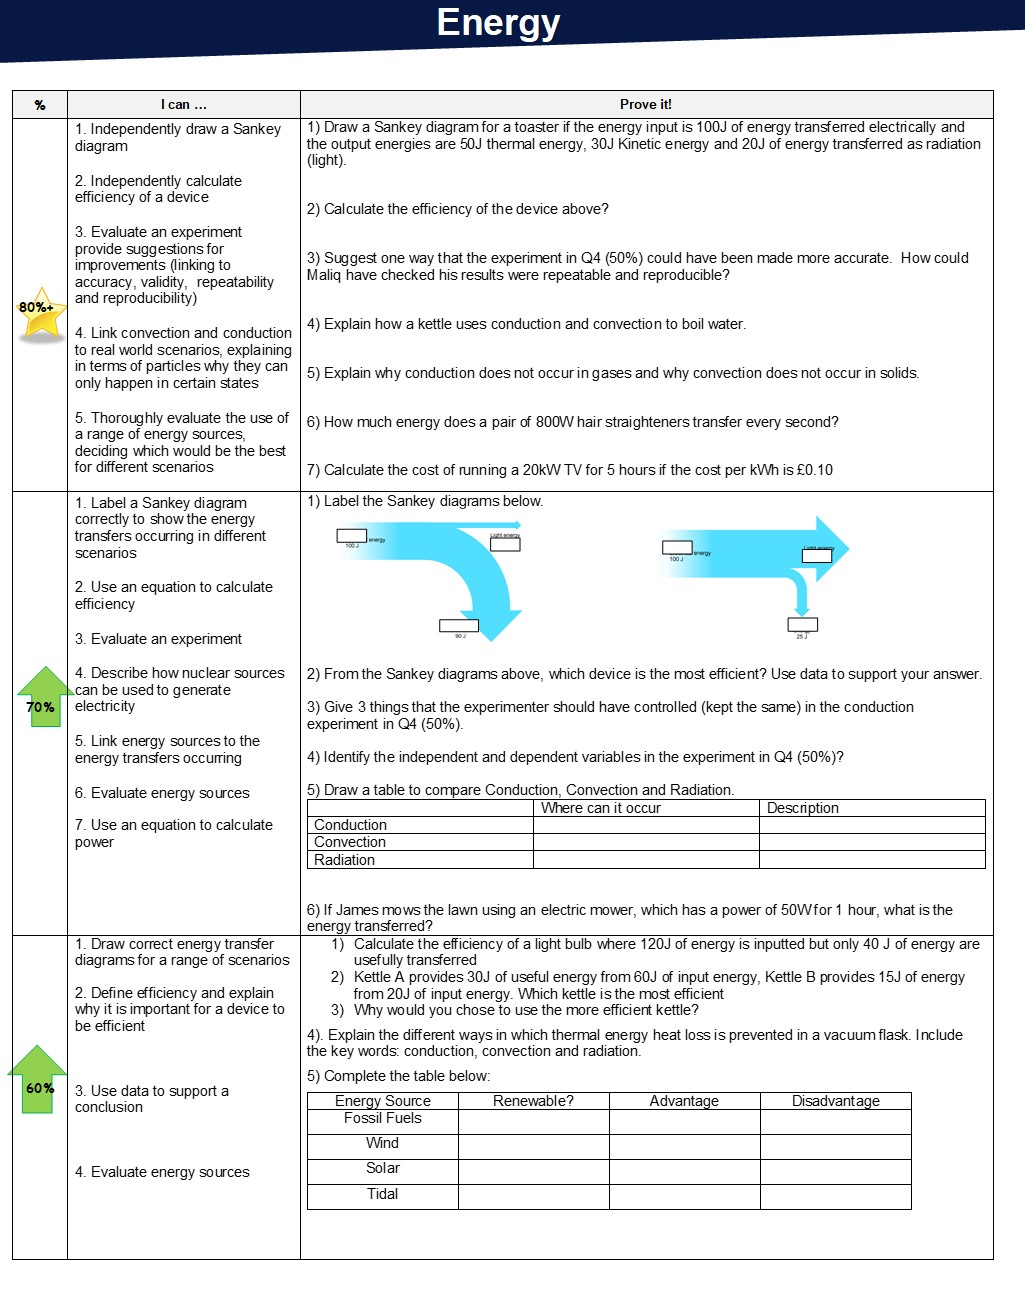 Energy
%
I can ...
Prove it!
80%+
1. Independently draw a Sankey
diagram
2. Independently calculate
efficiency of a device
3. Evaluate an experiment
provide suggestions for
improvements (linking to
accuracy, validity,  repeatability
and reproducibility)
4. Link convection and conduction
to real world scenarios, explaining
in terms of particles why they can
only happen in certain states
5. Thoroughly evaluate the use of
a range of energy sources,
deciding which would be the best
for different scenarios
1) Draw a Sankey diagram for a toaster if the energy input is 100J of energy transferred electrically and
the output energies are 50J thermal energy, 30J Kinetic energy and 20J of energy transferred as radiation
(light).
2) Calculate the efficiency of the device above?
3) Suggest one way that the experiment in Q4 (50%) could have been made more accurate.  How could
Maliq have checked his results were repeatable and reproducible?
4) Explain how a kettle uses conduction and convection to boil water.
5) Explain why conduction does not occur in gases and why convection does not occur in solids.
6) How much energy does a pair of 800W hair straighteners transfer every second?
7) Calculate the cost of running a 20kW TV for 5 hours if the cost per kWh is £0.10
70%
1. Label a Sankey diagram
correctly to show the energy
transfers occurring in different
scenarios
2. Use an equation to calculate
efficiency
3. Evaluate an experiment
4. Describe how nuclear sources
can be used to generate
electricity
5. Link energy sources to the
energy transfers occurring
6. Evaluate energy sources
7. Use an equation to calculate
power
1) Label the Sankey diagrams below.
energy
100 J
Light energy
90 J
energy
100 J
Light energy
25 J
2) From the Sankey diagrams above, which device is the most efficient? Use data to support your answer.
3) Give 3 things that the experimenter should have controlled (kept the same) in the conduction
experiment in Q4 (50%).
4) Identify the independent and dependent variables in the experiment in Q4 (50%)?
5) Draw a table to compare Conduction, Convection and Radiation.
Where can it occur
Description
Conduction
Convection
Radiation
6) If James mows the lawn using an electric mower, which has a power of 50W for 1 hour, what is the
energy transferred?
60%
1. Draw correct energy transfer
diagrams for a range of scenarios
2. Define efficiency and explain
why it is important for a device to
be efficient
3. Use data to support a
conclusion
4. Evaluate energy sources
1) Calculate the efficiency of a light bulb where 120J of energy is inputted but only 40 J of energy are
usefully transferred
2) Kettle A provides 30J of useful energy from 60J of input energy, Kettle B provides 15J of energy
from 20J of input energy. Which kettle is the most efficient
3) Why would you chose to use the more efficient kettle?
4). Explain the different ways in which thermal energy heat loss is prevented in a vacuum flask. Include
the key words: conduction, convection and radiation.
5) Complete the table below:
Energy Source
Renewable?
Advantage
Disadvantage
Fossil Fuels
Wind
Solar
Tidal